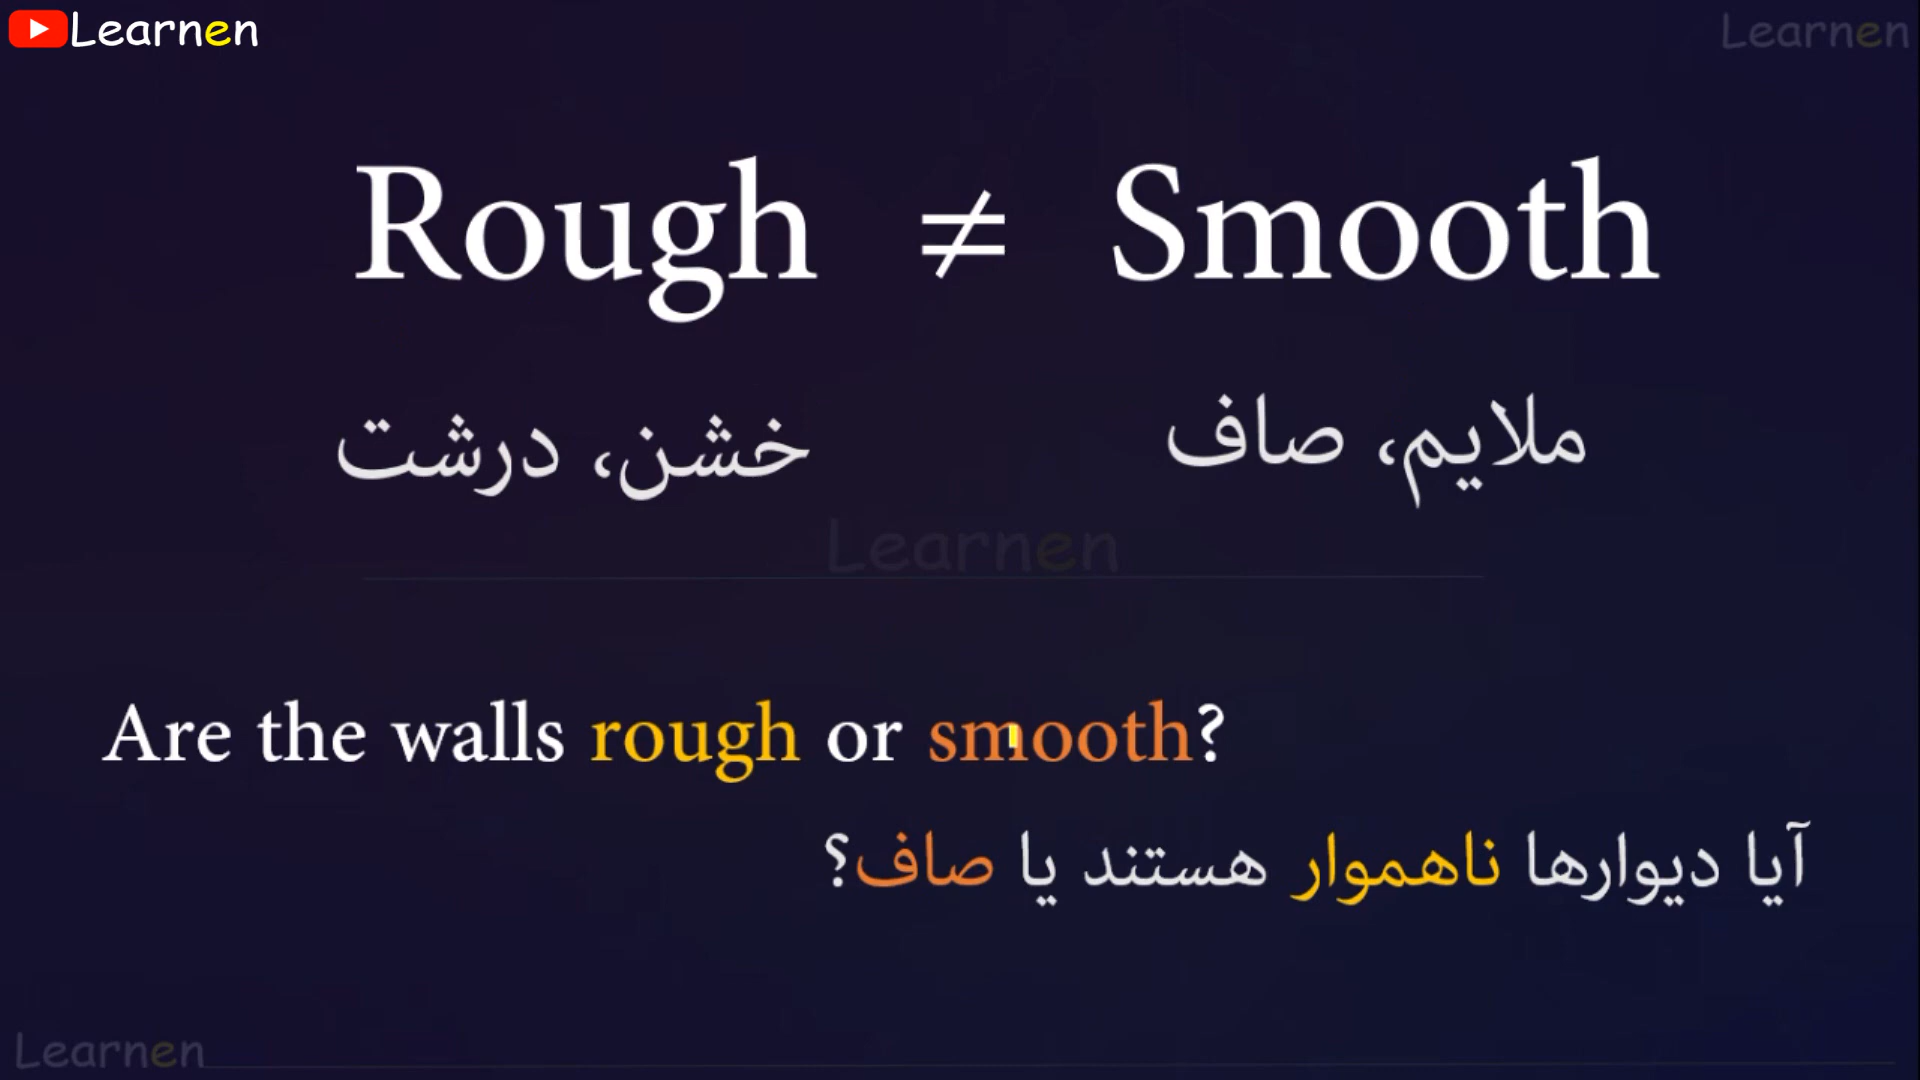 Learnen
Learnen
Rough ≠ Smooth
خشن، درشت
ملایم، صاف
Learnen
Are the walls rough or smooth?
آیا دیوارها ناهموار هستند یا صاف؟
Learnen